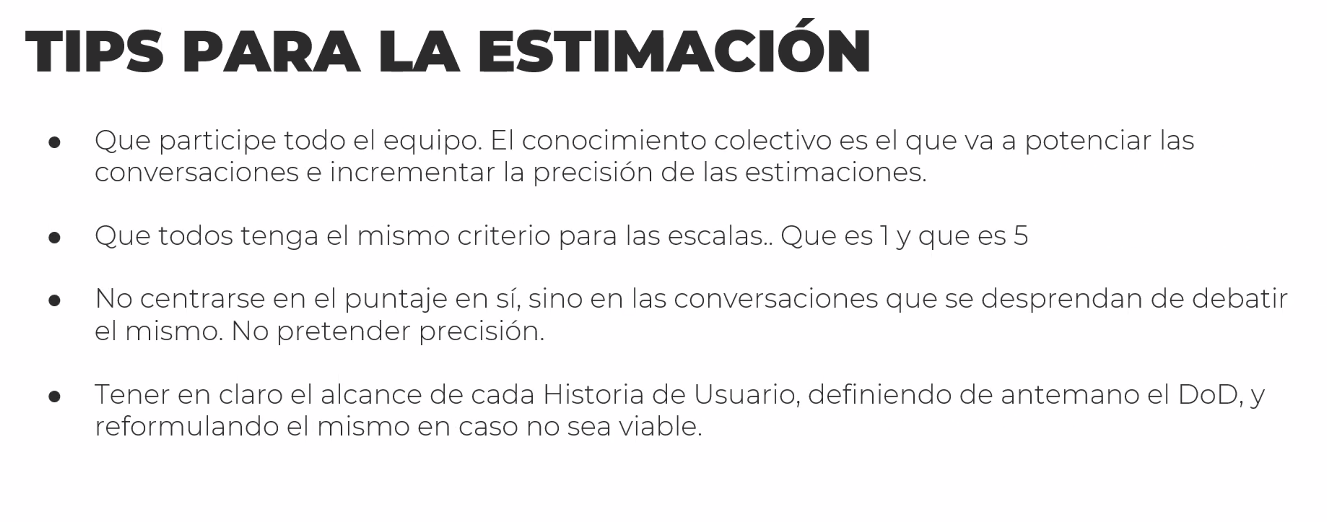 TIPS PARA LA ESTIMACIÓN
● Que participe todo el equipo. El conocimiento colectivo es el que va a potenciar las
conversaciones e incrementar la precisión de las estimaciones.
● Que todos tenga el mismo criterio para las escalas.. Que es 1 y que es 5
● No centrarse en el puntaje en sí, sino en las conversaciones que se desprendan de debatir
el mismo. No pretender precisión.
● Tener en claro el alcance de cada Historia de Usuario, definiendo de antemano el DoD, y
reformulando el mismo en caso no sea viable.